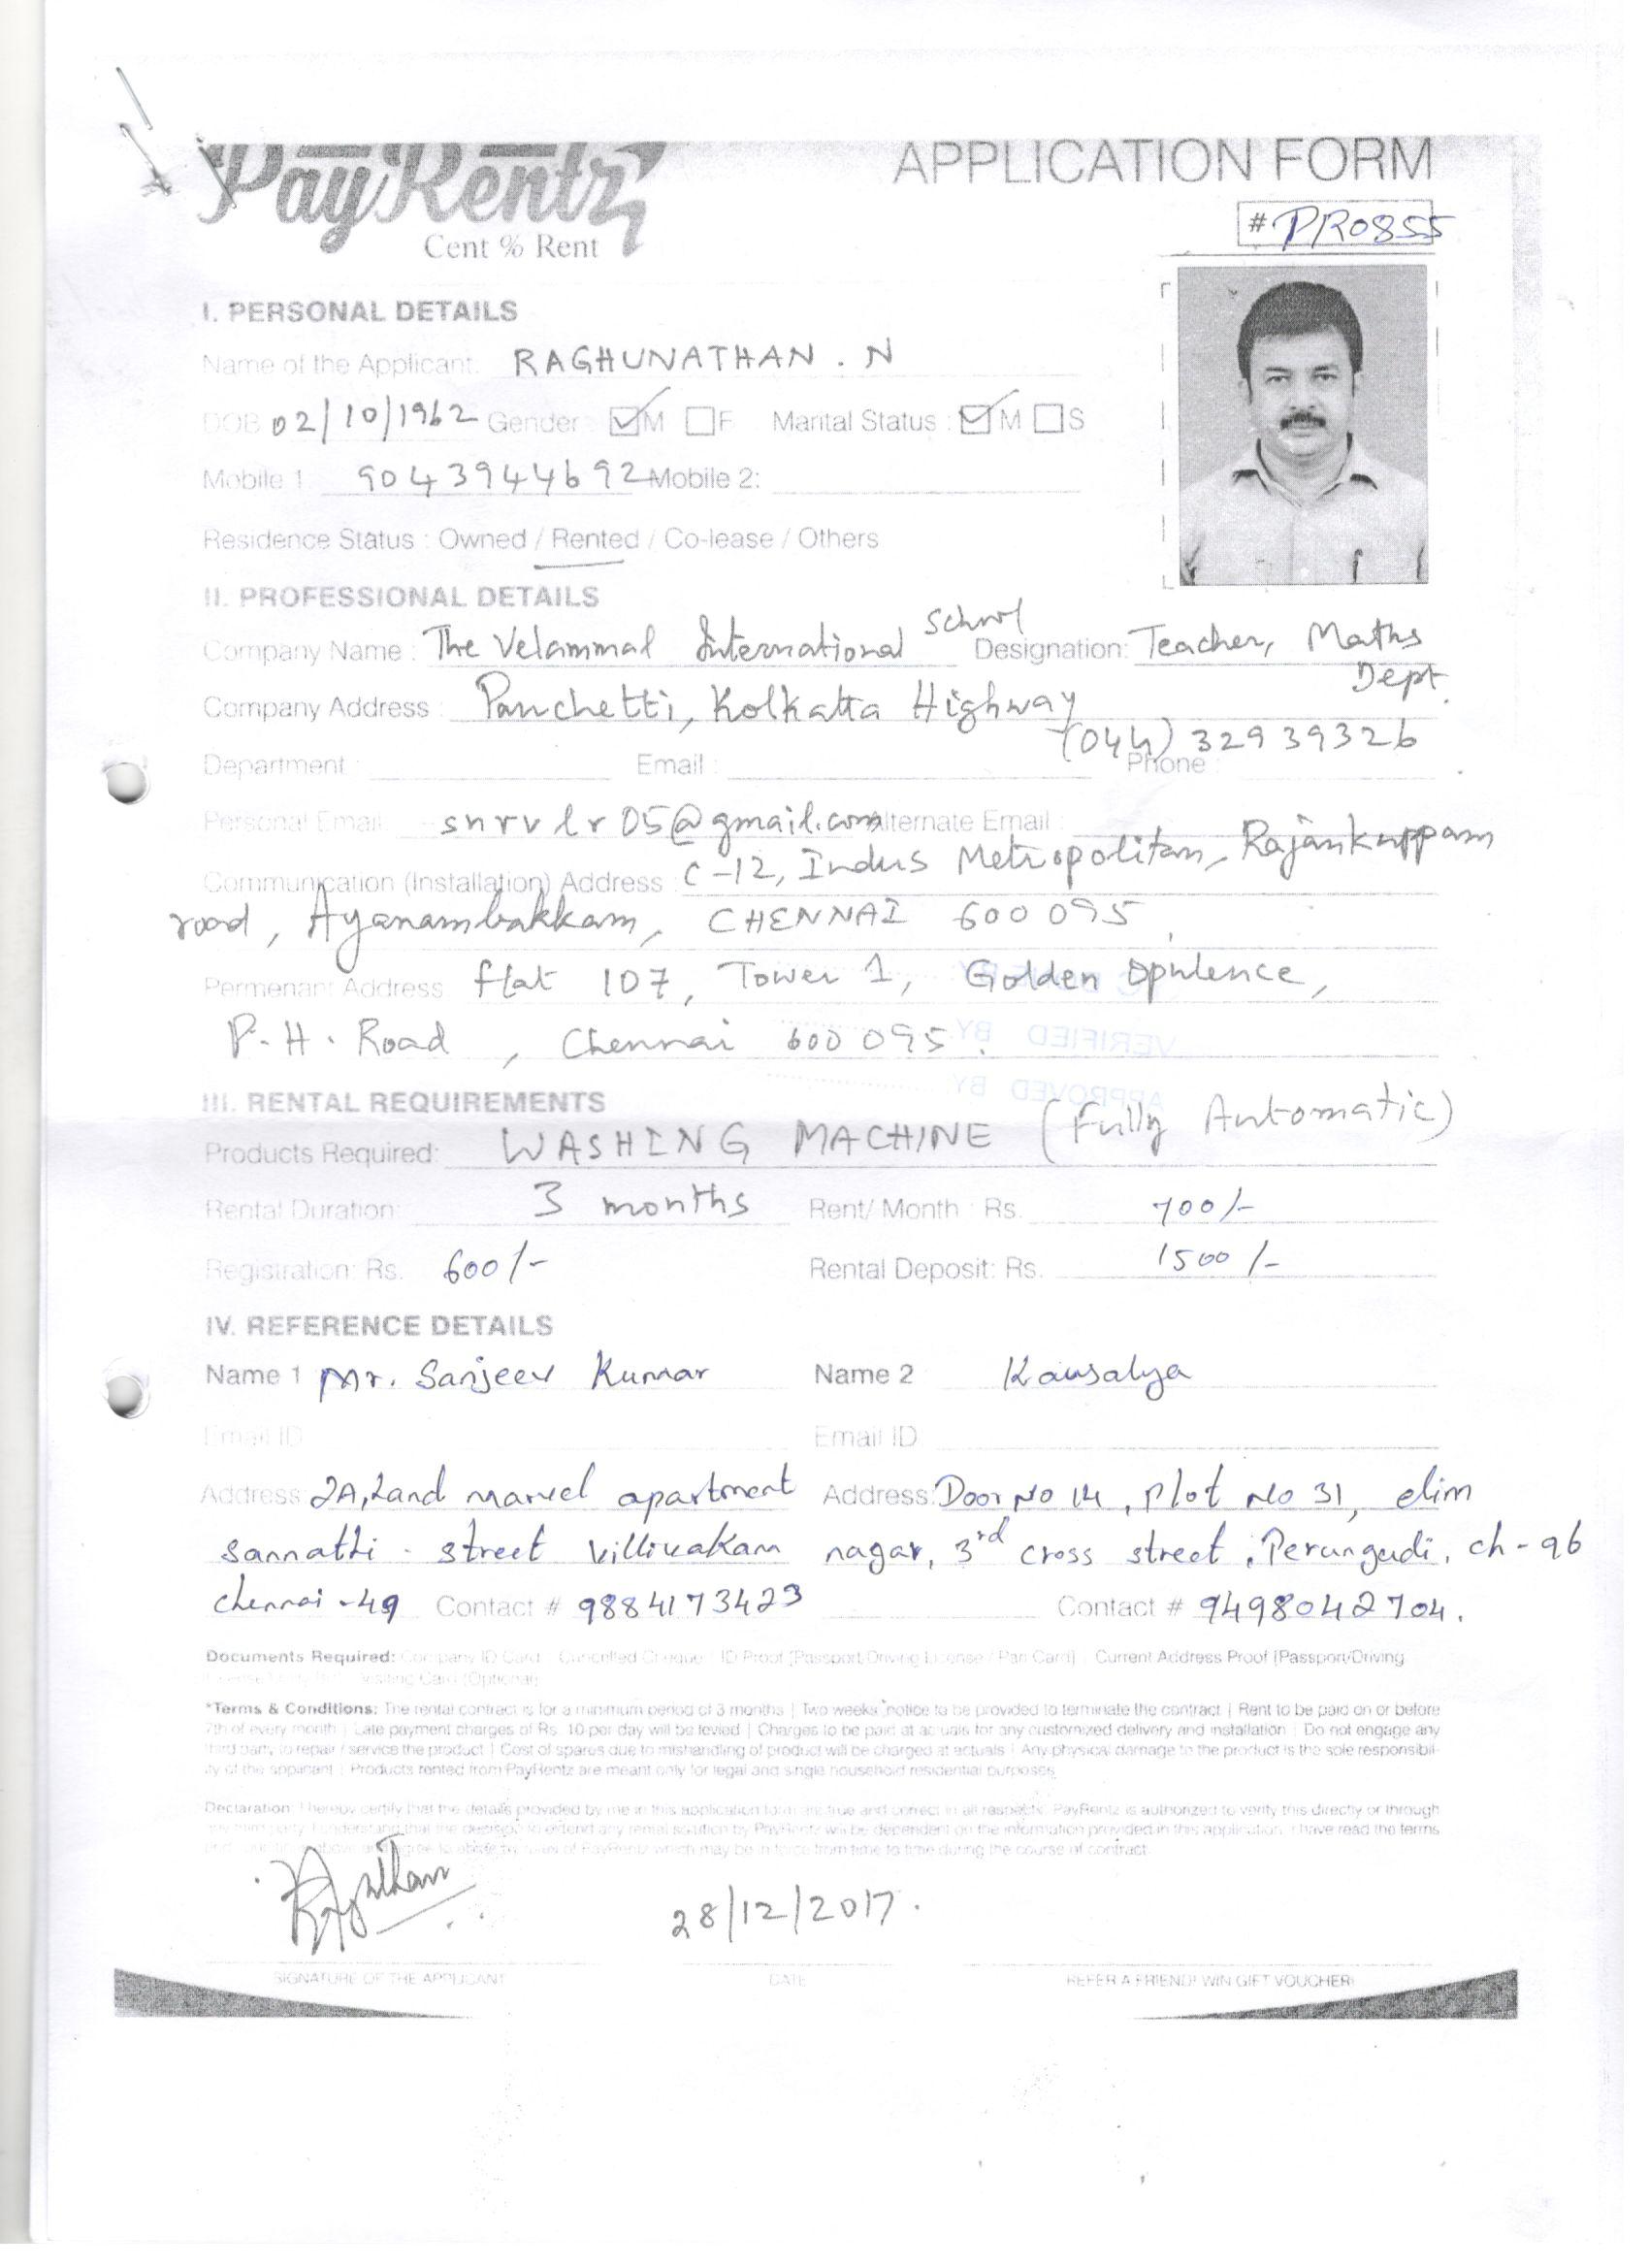 PayRentz
Cent % Rent
APPLICATION FORM
# PR0855
I. PERSONAL DETAILS
Name of the Applicant: RAGHUNATHAN . N
DOB 02/10/1962 Gender : M F Marital Status : M S
Mobile 1: 9043944692 Mobile 2:
Residence Status : Owned / Rented / Co-lease / Others
II. PROFESSIONAL DETAILS
Company Name : The Velammal International School Designation: Teacher, Maths Dept.
Company Address : Panchetti, Kolkatta Highway
Department : Email : Phone : (044) 32939326
Personal Email: snrvlr05@gmail.com Alternate Email :
Communication (Installation) Address : C-12, Indus Metropolitan, Rajankuppam
road, Ayanambakkam, CHENNAI 600 095.
Permenant Address flat 107, Tower 1, Golden Opulence,
P.H. Road, Chennai 600 095.
VERIFIED BY
APPROVED BY
III. RENTAL REQUIREMENTS
Products Required: WASHING MACHINE (Fully Automatic)
Rental Duration: 3 months Rent/ Month : Rs. 700/-
Registration: Rs. 600/- Rental Deposit: Rs. 1500/-
IV. REFERENCE DETAILS
Name 1 Mr. Sanjeev Kumar Name 2 Kausalya
Email ID Email ID
Address: 2A, Land marvel apartment Address: Door No 14, Plot No 31, elim
Sannathi . street Villivakam nagar, 3rd cross street, Perungudi, ch-96
Chennai -49 Contact # 9884173423 Contact # 9498042704.
Documents Required: Company ID Card Cancelled Cheque ID Proof [Passport/Driving License / Pan Card] Current Address Proof [Passport/Driving
Visiting Card (Optional)
*Terms & Conditions: The rental contract is for a minimum period of 3 months | Two weeks notice to be provided to terminate the contract | Rent to be paid on or before
7th of every month | Late payment charges of Rs. 10 per day will be levied | Charges to be paid at actuals for any customized delivery and installation | Do not engage any
third party to repair / service the product | Cost of spares due to mishandling of product will be charged at actuals | Any physical damage to the product is the sole responsibil-
ity of the applicant | Products rented from PayRentz are meant only for legal and single household residential purposes
Declaration: I hereby certify that the details provided by me in this application form are true and correct in all respects. PayRentz is authorized to verify this directly or through
any third party. I understand that the decision to extend any rental solution by PayRentz will be dependent on the information provided in this application. I have read the terms
and conditions above and agree to abide by rules of PayRentz which may be in force from time to time during the course of contract.
28/12/2017.
SIGNATURE OF THE APPLICANT DATE REFER A FRIEND! WIN GIFT VOUCHER!